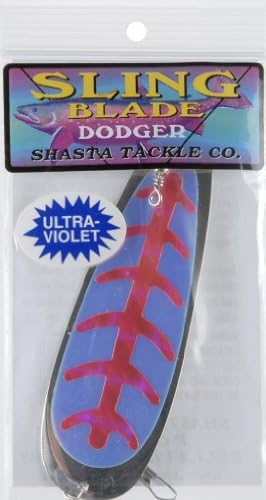 SLING
BLADE
DODGER
SHASTA TACKLE CO.
ULTRA-
VIOLET